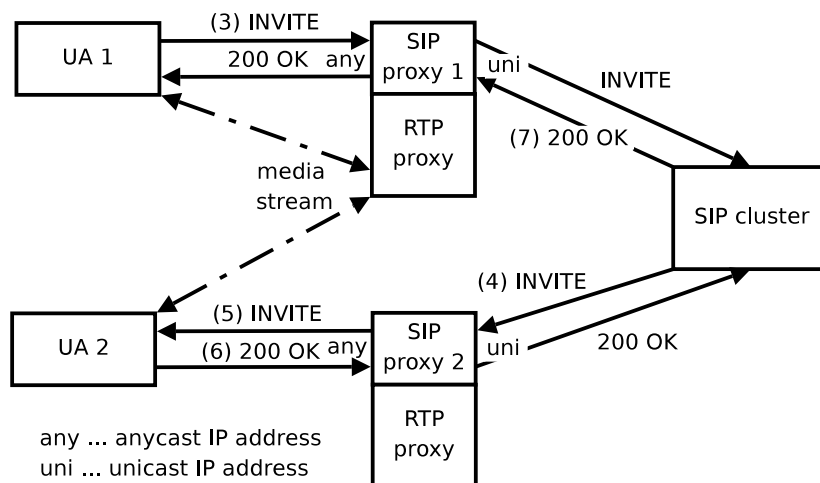 (3) INVITE
200 OK
any
UA 1
SIP
proxy 1
uni
INVITE
RTP
proxy
(7) 200 OK
media
stream
SIP cluster
(4) INVITE
(5) INVITE
UA 2
(6) 200 OK
any
SIP
proxy 2
uni
200 OK
RTP
proxy
any ... anycast IP address
uni ... unicast IP address